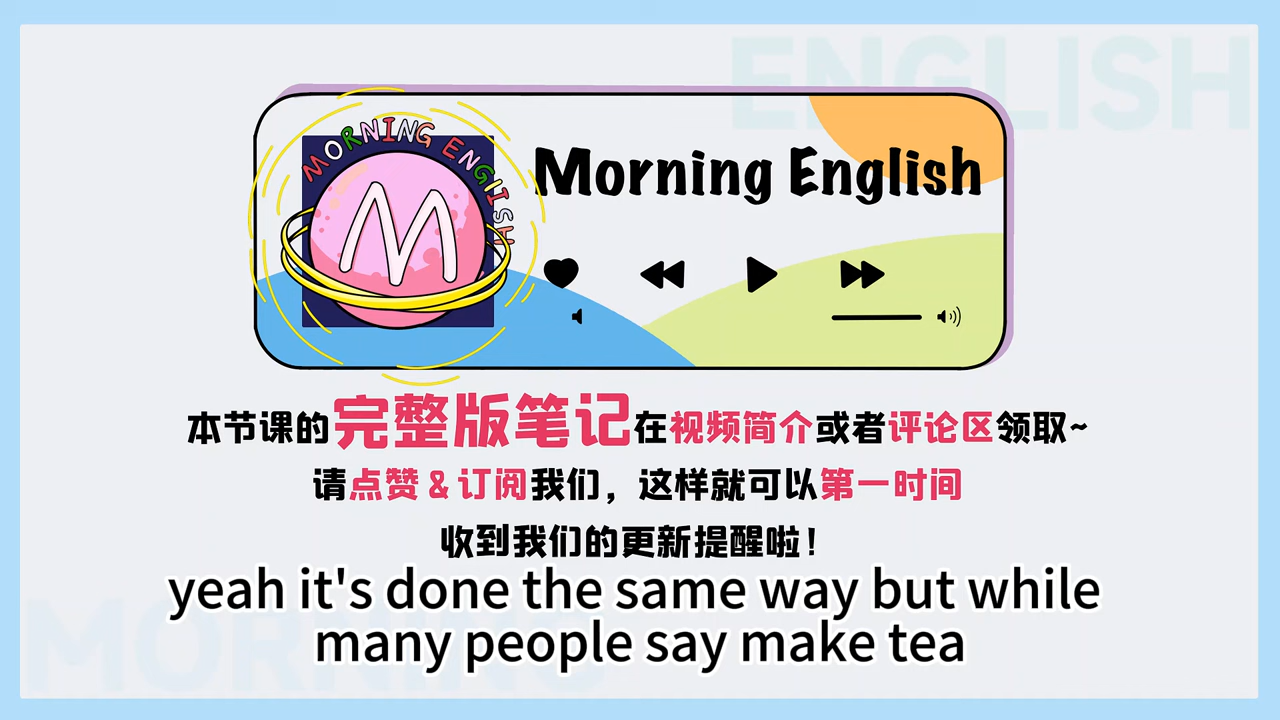 ENGLISH
MORNING ENGLISH
M
Morning English
本节课的完整版笔记在视频简介或者评论区领取~
请点赞&订阅我们，这样就可以第一时间
收到我们的更新提醒啦！
yeah it's done the same way but while
many people say make tea
MORNING